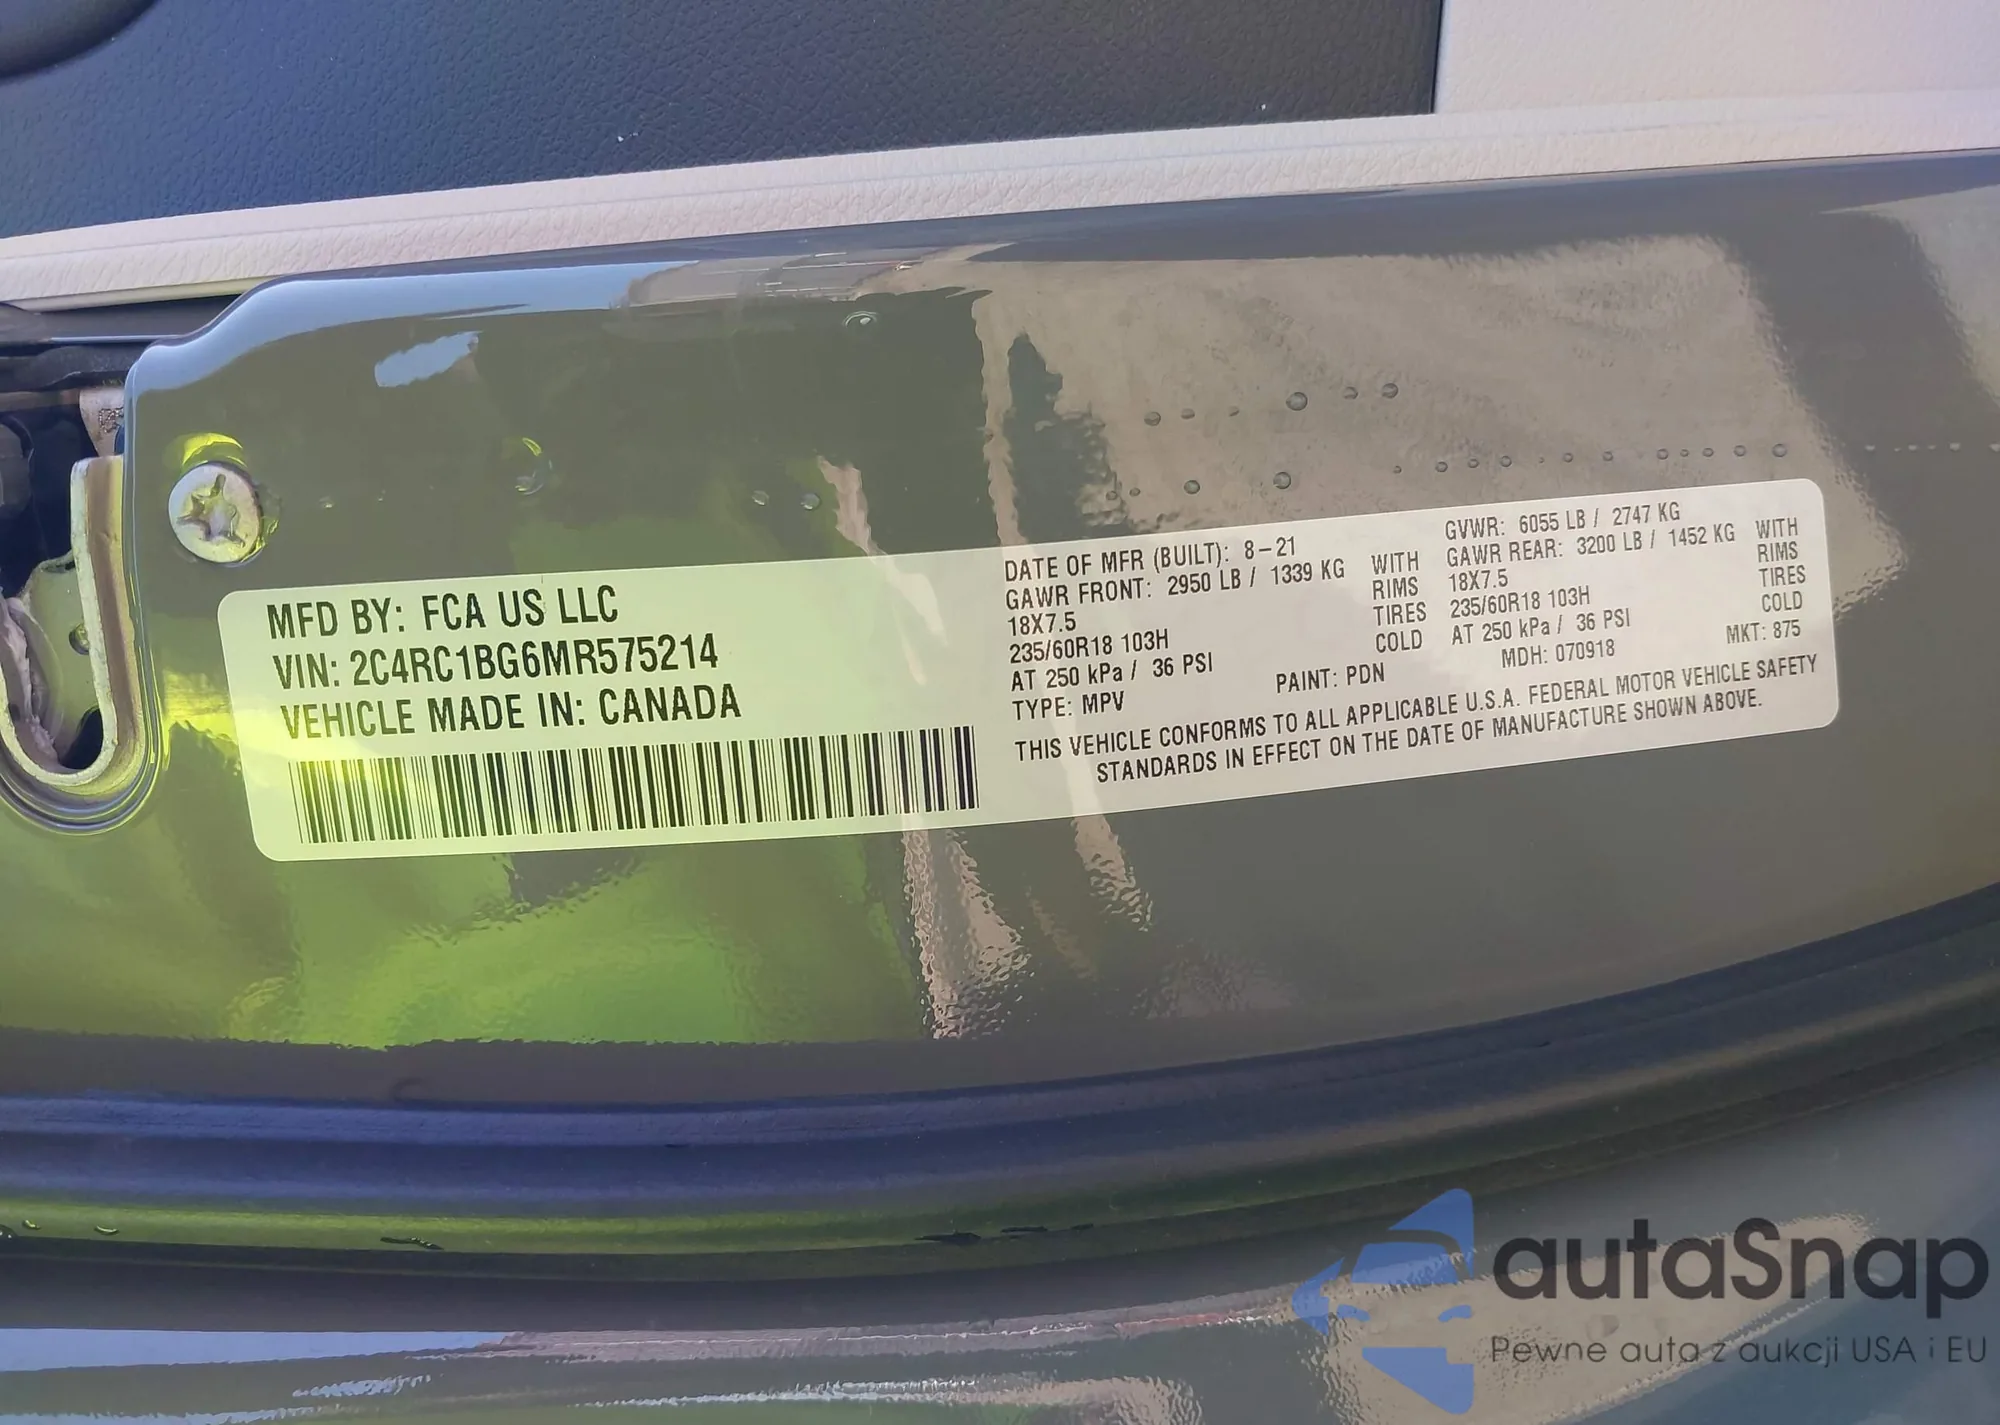 MFD BY: FCA US LLC
VIN: 2C4RC1BG6MR575214
VEHICLE MADE IN: CANADA
DATE OF MFR (BUILT): 8-21
GAWR FRONT: 2950 LB / 1339 KG WITH
18X7.5 RIMS
235/60R18 103H TIRES
AT 250 kPa / 36 PSI COLD
TYPE: MPV
GVWR: 6055 LB / 2747 KG
GAWR REAR: 3200 LB / 1452 KG WITH
18X7.5 RIMS
235/60R18 103H TIRES
AT 250 kPa / 36 PSI COLD
PAINT: PDN MDH: 070918 MKT: 875
THIS VEHICLE CONFORMS TO ALL APPLICABLE U.S.A. FEDERAL MOTOR VEHICLE SAFETY
STANDARDS IN EFFECT ON THE DATE OF MANUFACTURE SHOWN ABOVE.
autaSnap
Pewne auta z aukcji USA i EU